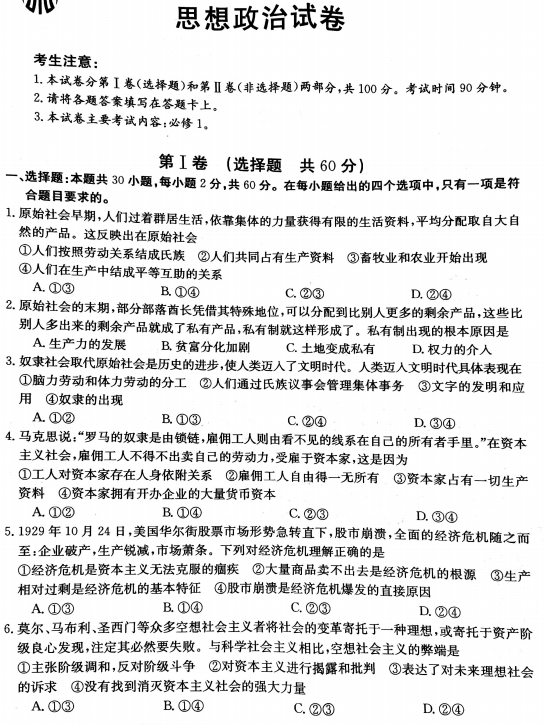 思想政治试卷
考生注意:
1. 本试卷分第Ⅰ卷(选择题)和第Ⅱ卷(非选择题)两部分,共 100 分。考试时间 90 分钟。
2. 请将各题答案填写在答题卡上。
3. 本试卷主要考试内容:必修 1。
第Ⅰ卷 (选择题 共 60 分)
一、选择题:本题共 30 小题,每小题 2 分,共 60 分。在每小题给出的四个选项中,只有一项是符
合题目要求的。
1. 原始社会早期,人们过着群居生活,依靠集体的力量获得有限的生活资料,平均分配取自大自
然的产品。这反映出在原始社会
①人们按照劳动关系结成氏族 ②人们共同占有生产资料 ③畜牧业和农业开始出现
④人们在生产中结成平等互助的关系
A. ①③ B. ①④ C. ②③ D. ②④
2. 原始社会的末期,部分部落酋长凭借其特殊地位,可以分配到比别人更多的剩余产品,这些比
别人多出来的剩余产品就成了私有产品,私有制就这样形成了。私有制出现的根本原因是
A. 生产力的发展 B. 贫富分化加剧 C. 土地变成私有 D. 权力的介入
3. 奴隶社会取代原始社会是历史的进步,使人类迈入了文明时代。人类迈入文明时代具体表现在
①脑力劳动和体力劳动的分工 ②人们通过氏族议事会管理集体事务 ③文字的发明和应
用 ④奴隶的出现
A. ①② B. ①③ C. ②④ D. ③④
4. 马克思说:“罗马的奴隶是由锁链,雇佣工人则由看不见的线系在自己的所有者手里。”在资本
主义社会,雇佣工人不得不出卖自己的劳动力,受雇于资本家,这是因为
①工人对资本家存在人身依附关系 ②雇佣工人自由得一无所有 ③资本家占有一切生产
资料 ④资本家拥有开办企业的大量货币资本
A. ①② B. ①④ C. ②③ D. ③④
5. 1929 年 10 月 24 日,美国华尔街股票市场形势急转直下,股市崩溃,全面的经济危机随之而
至:企业破产,生产锐减,市场萧条。下列对经济危机理解正确的是
①经济危机是资本主义无法克服的痼疾 ②大量商品卖不出去是经济危机的根源 ③生产
相对过剩是经济危机的基本特征 ④股市崩溃是经济危机爆发的直接原因
A. ①③ B. ①④ C. ②③ D. ②④
6. 莫尔、马布利、圣西门等众多空想社会主义者将社会的变革寄托于一种理想,或寄托于资产阶
级良心发现,注定其必然要失败。与科学社会主义相比,空想社会主义的弊端是
①主张阶级调和,反对阶级斗争 ②对资本主义进行揭露和批判 ③表达了对未来理想社会
的诉求 ④没有找到消灭资本主义社会的强大力量
A. ①③ B. ①④ C. ②③ D. ②④